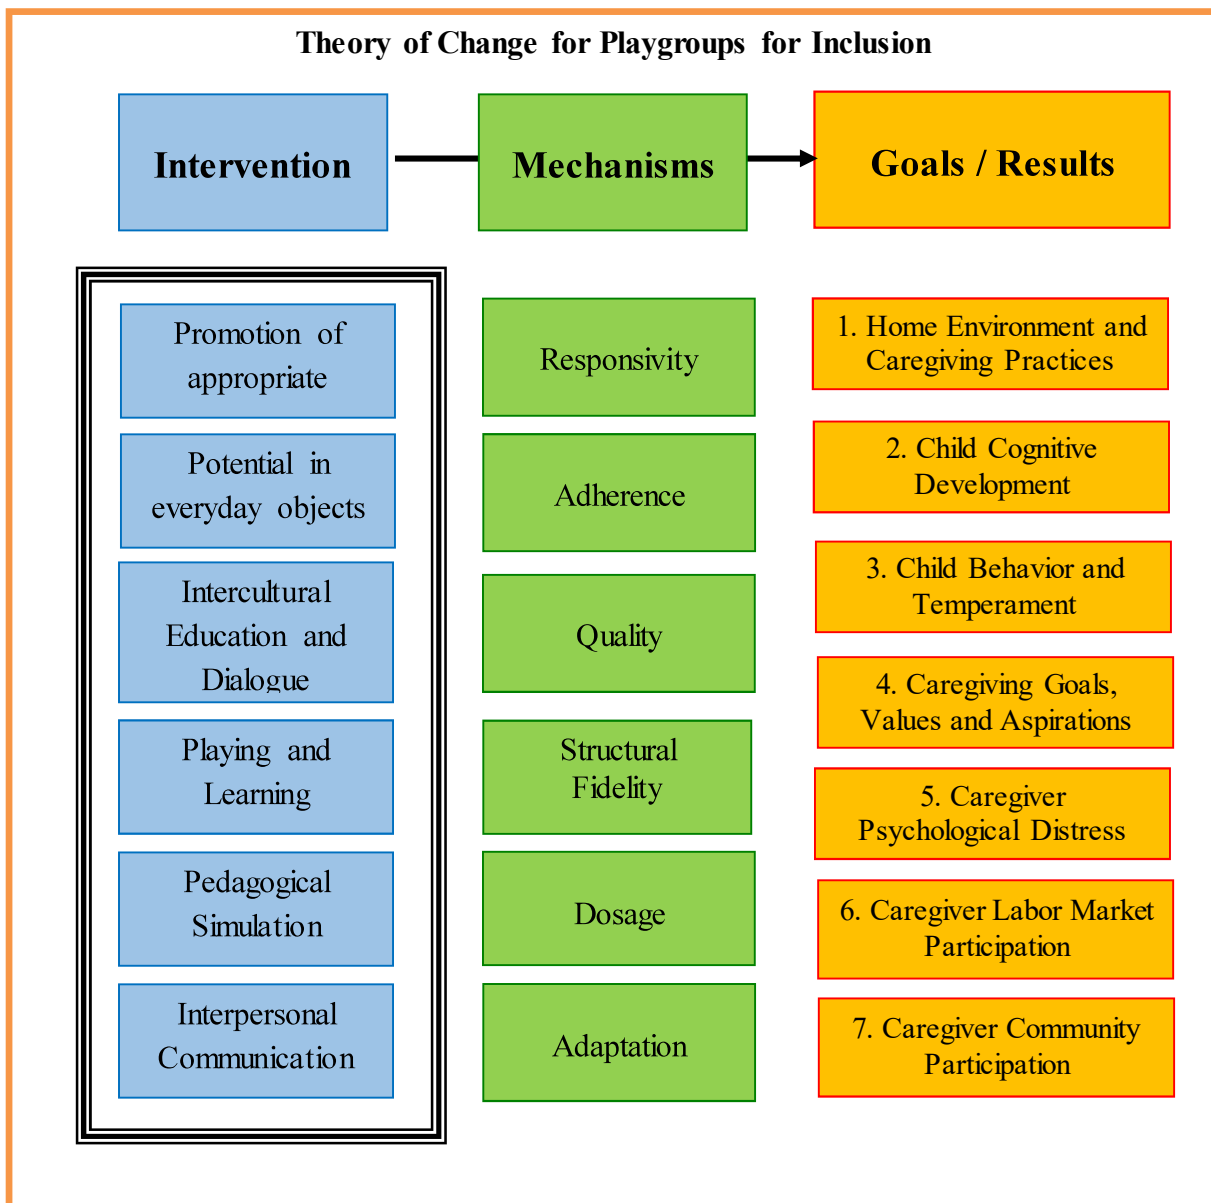 Theory of Change for Playgroups for Inclusion
Intervention
Mechanisms
Goals / Results
Promotion of
appropriate
Potential in
everyday objects
Intercultural
Education and
Dialogue
Playing and
Learning
Pedagogical
Simulation
Interpersonal
Communication
Responsivity
Adherence
Quality
Structural
Fidelity
Dosage
Adaptation
1. Home Environment and
Caregiving Practices
2. Child Cognitive
Development
3. Child Behavior and
Temperament
4. Caregiving Goals,
Values and Aspirations
5. Caregiver
Psychological Distress
6. Caregiver Labor Market
Participation
7. Caregiver Community
Participation